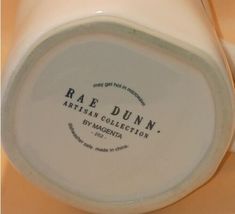 may get hot in microwave
RAE DUNN.
ARTISAN COLLECTION
BY MAGENTA
dishwasher safe. made in china.